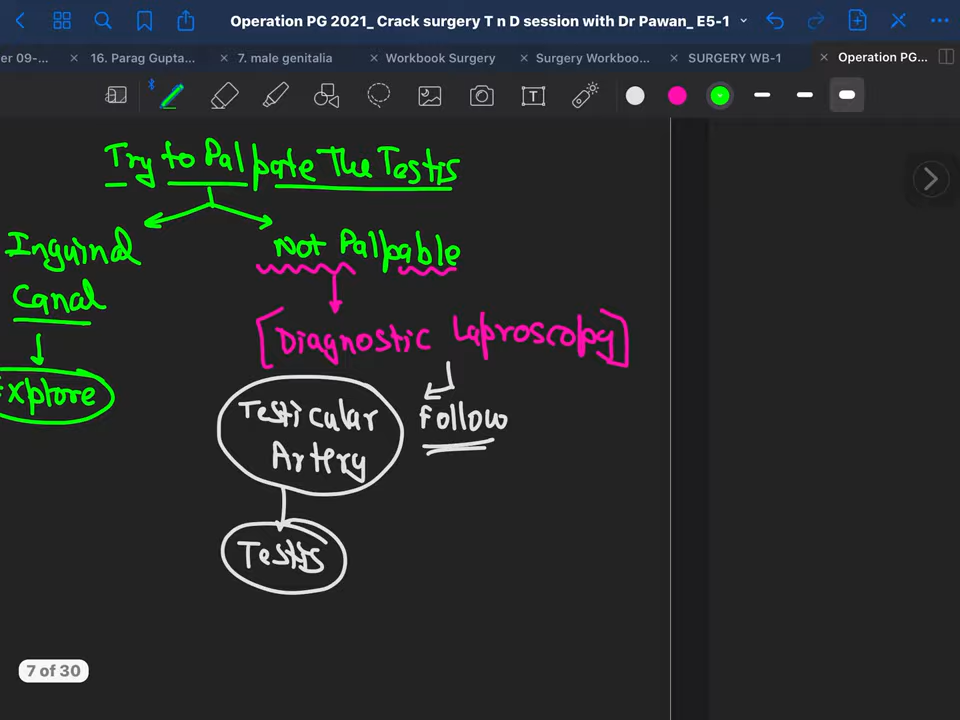 Operation PG 2021_ Crack surgery T n D session with Dr Pawan_ E5-1
er 09-...
16. Parag Gupta...
7. male genitalia
Workbook Surgery
Surgery Workboo...
SURGERY WB-1
Operation PG...
T
Try to Palpate The Testis
Inguinal
Canal
Explore
Not Palpable
[Diagnostic Laproscopy]
Follow
Testicular
Artery
Testis
7 of 30